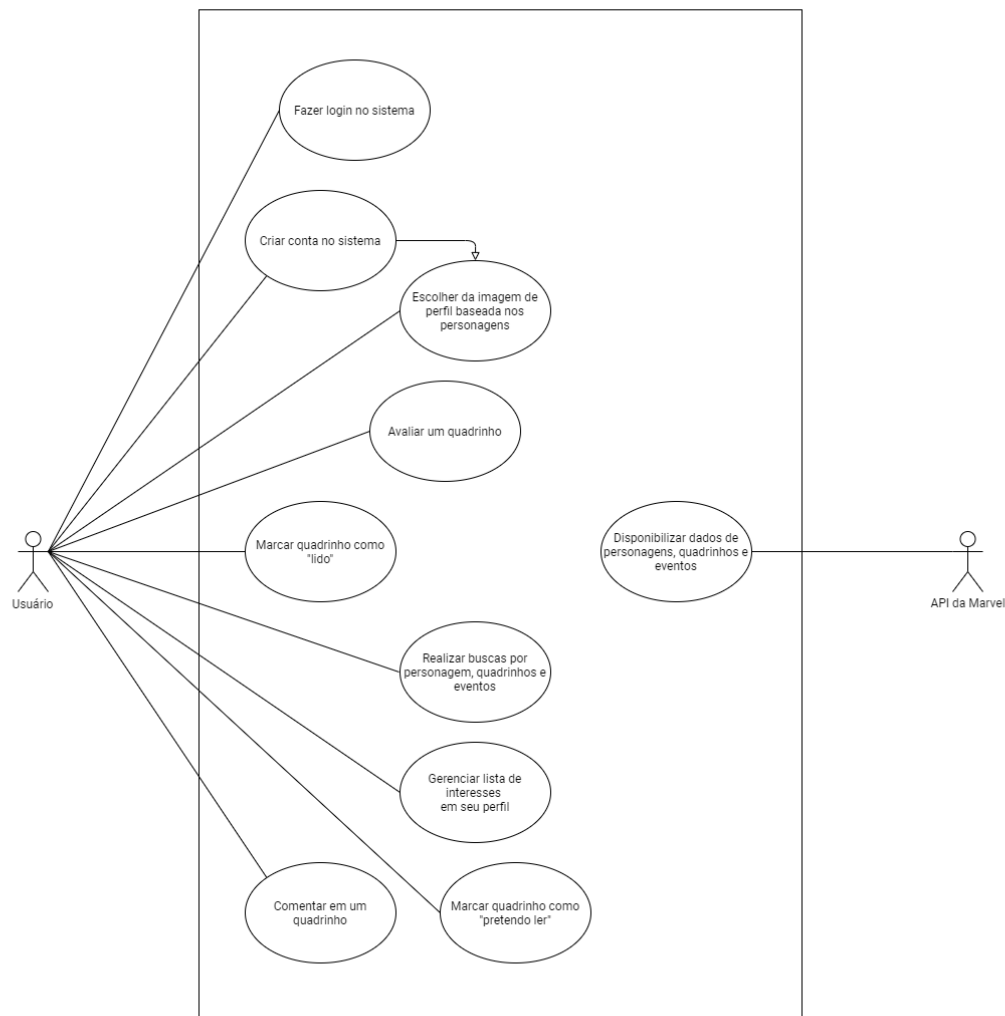 Fazer login no sistema
Criar conta no sistema
Escolher da imagem de
perfil baseada nos
personagens
Avaliar um quadrinho
Marcar quadrinho como
"lido"
Disponibilizar dados de
personagens, quadrinhos e
eventos
Usuário
API da Marvel
Realizar buscas por
personagem, quadrinhos e
eventos
Gerenciar lista de
interesses
em seu perfil
Comentar em um
quadrinho
Marcar quadrinho como
"pretendo ler"